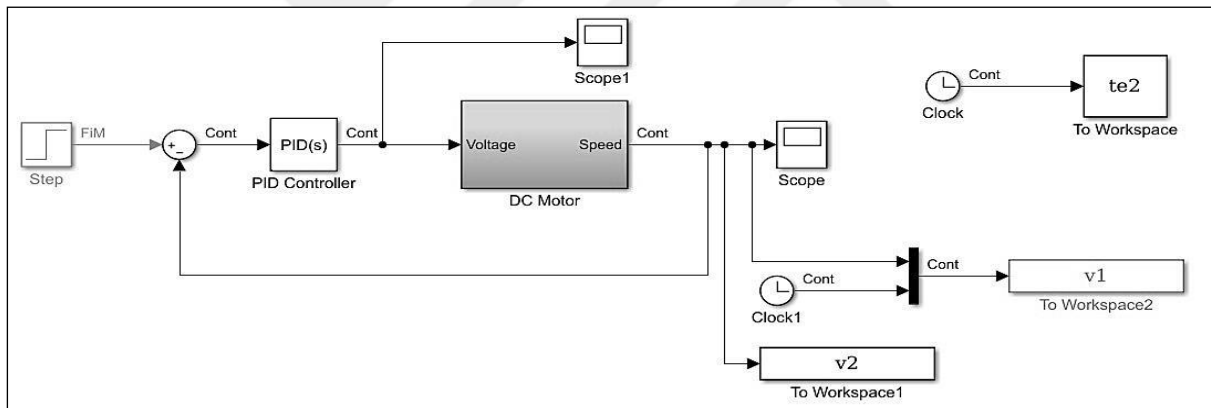 Scope1
Cont
Clock
te2
To Workspace
Step
FiM
+
−
Cont
PID(s)
PID Controller
Cont
Voltage
Speed
DC Motor
Cont
Scope
Clock1
Cont
Cont
v1
To Workspace2
v2
To Workspace1